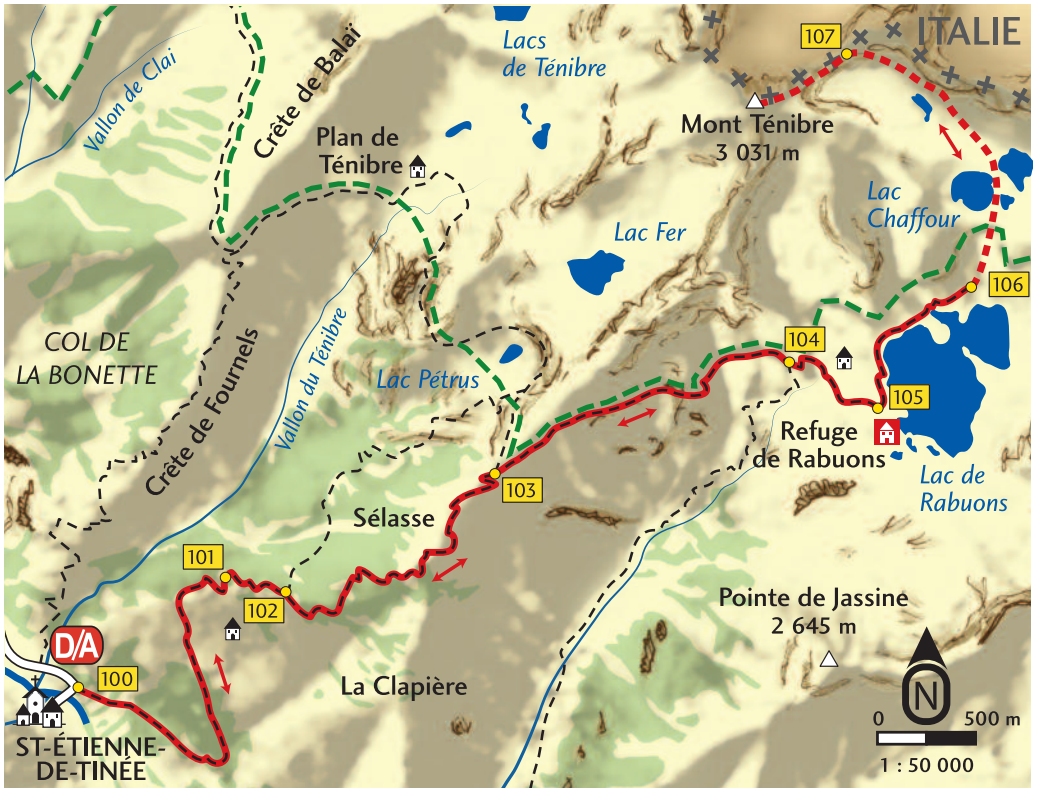 ITALIE
107
Lacs
de Ténibre
Vallon de Clai
Crête de Balaï
Plan de
Ténibre
Mont Ténibre
3 031 m
Lac
Chaffour
Lac Fer
106
COL DE
LA BONETTE
Crête de Fournels
Vallon du Ténibre
Lac Pétrus
104
105
Refuge
de Rabuons
Lac de
Rabuons
103
Sélasse
101
102
Pointe de Jassine
2 645 m
D/A
100
La Clapière
N
ST-ÉTIENNE-
DE-TINÉE
0 500 m
1 : 50 000